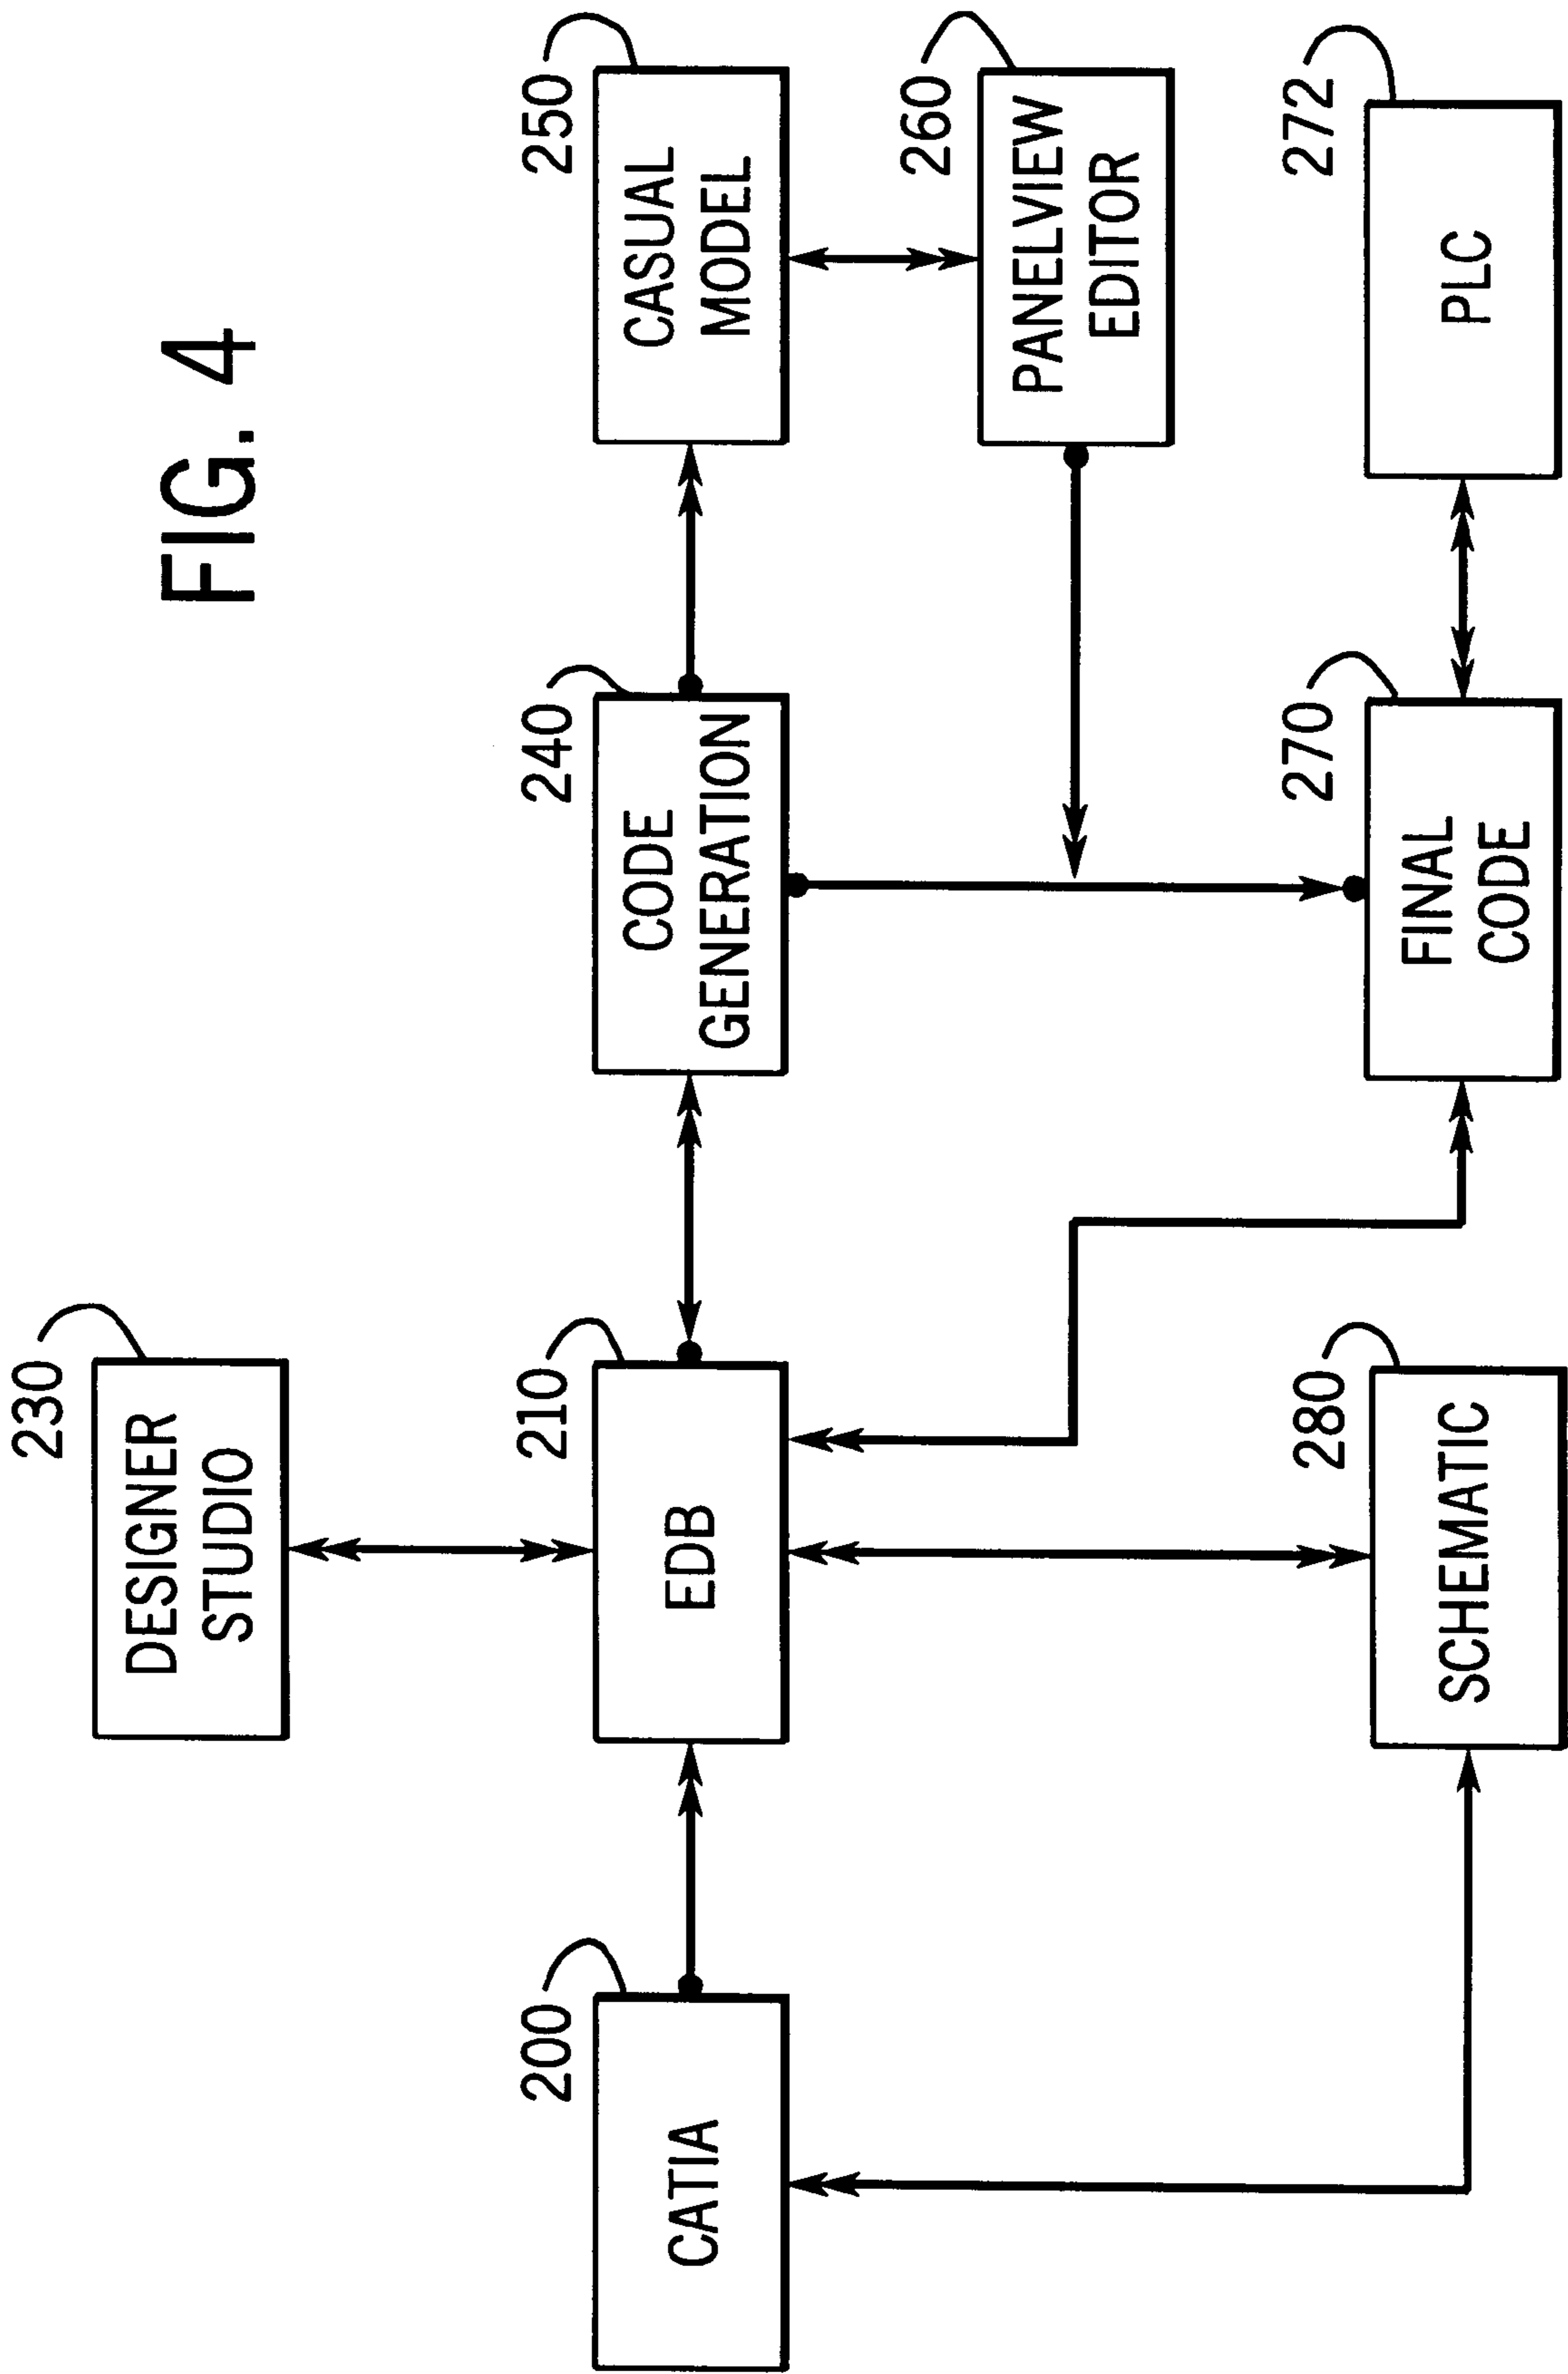 FIG. 4
230
DESIGNER
STUDIO
200
CATIA
210
EDB
240
CODE
GENERATION
250
CASUAL
MODEL
260
PANELVIEW
EDITOR
280
SCHEMATIC
270
FINAL
CODE
272
PLC